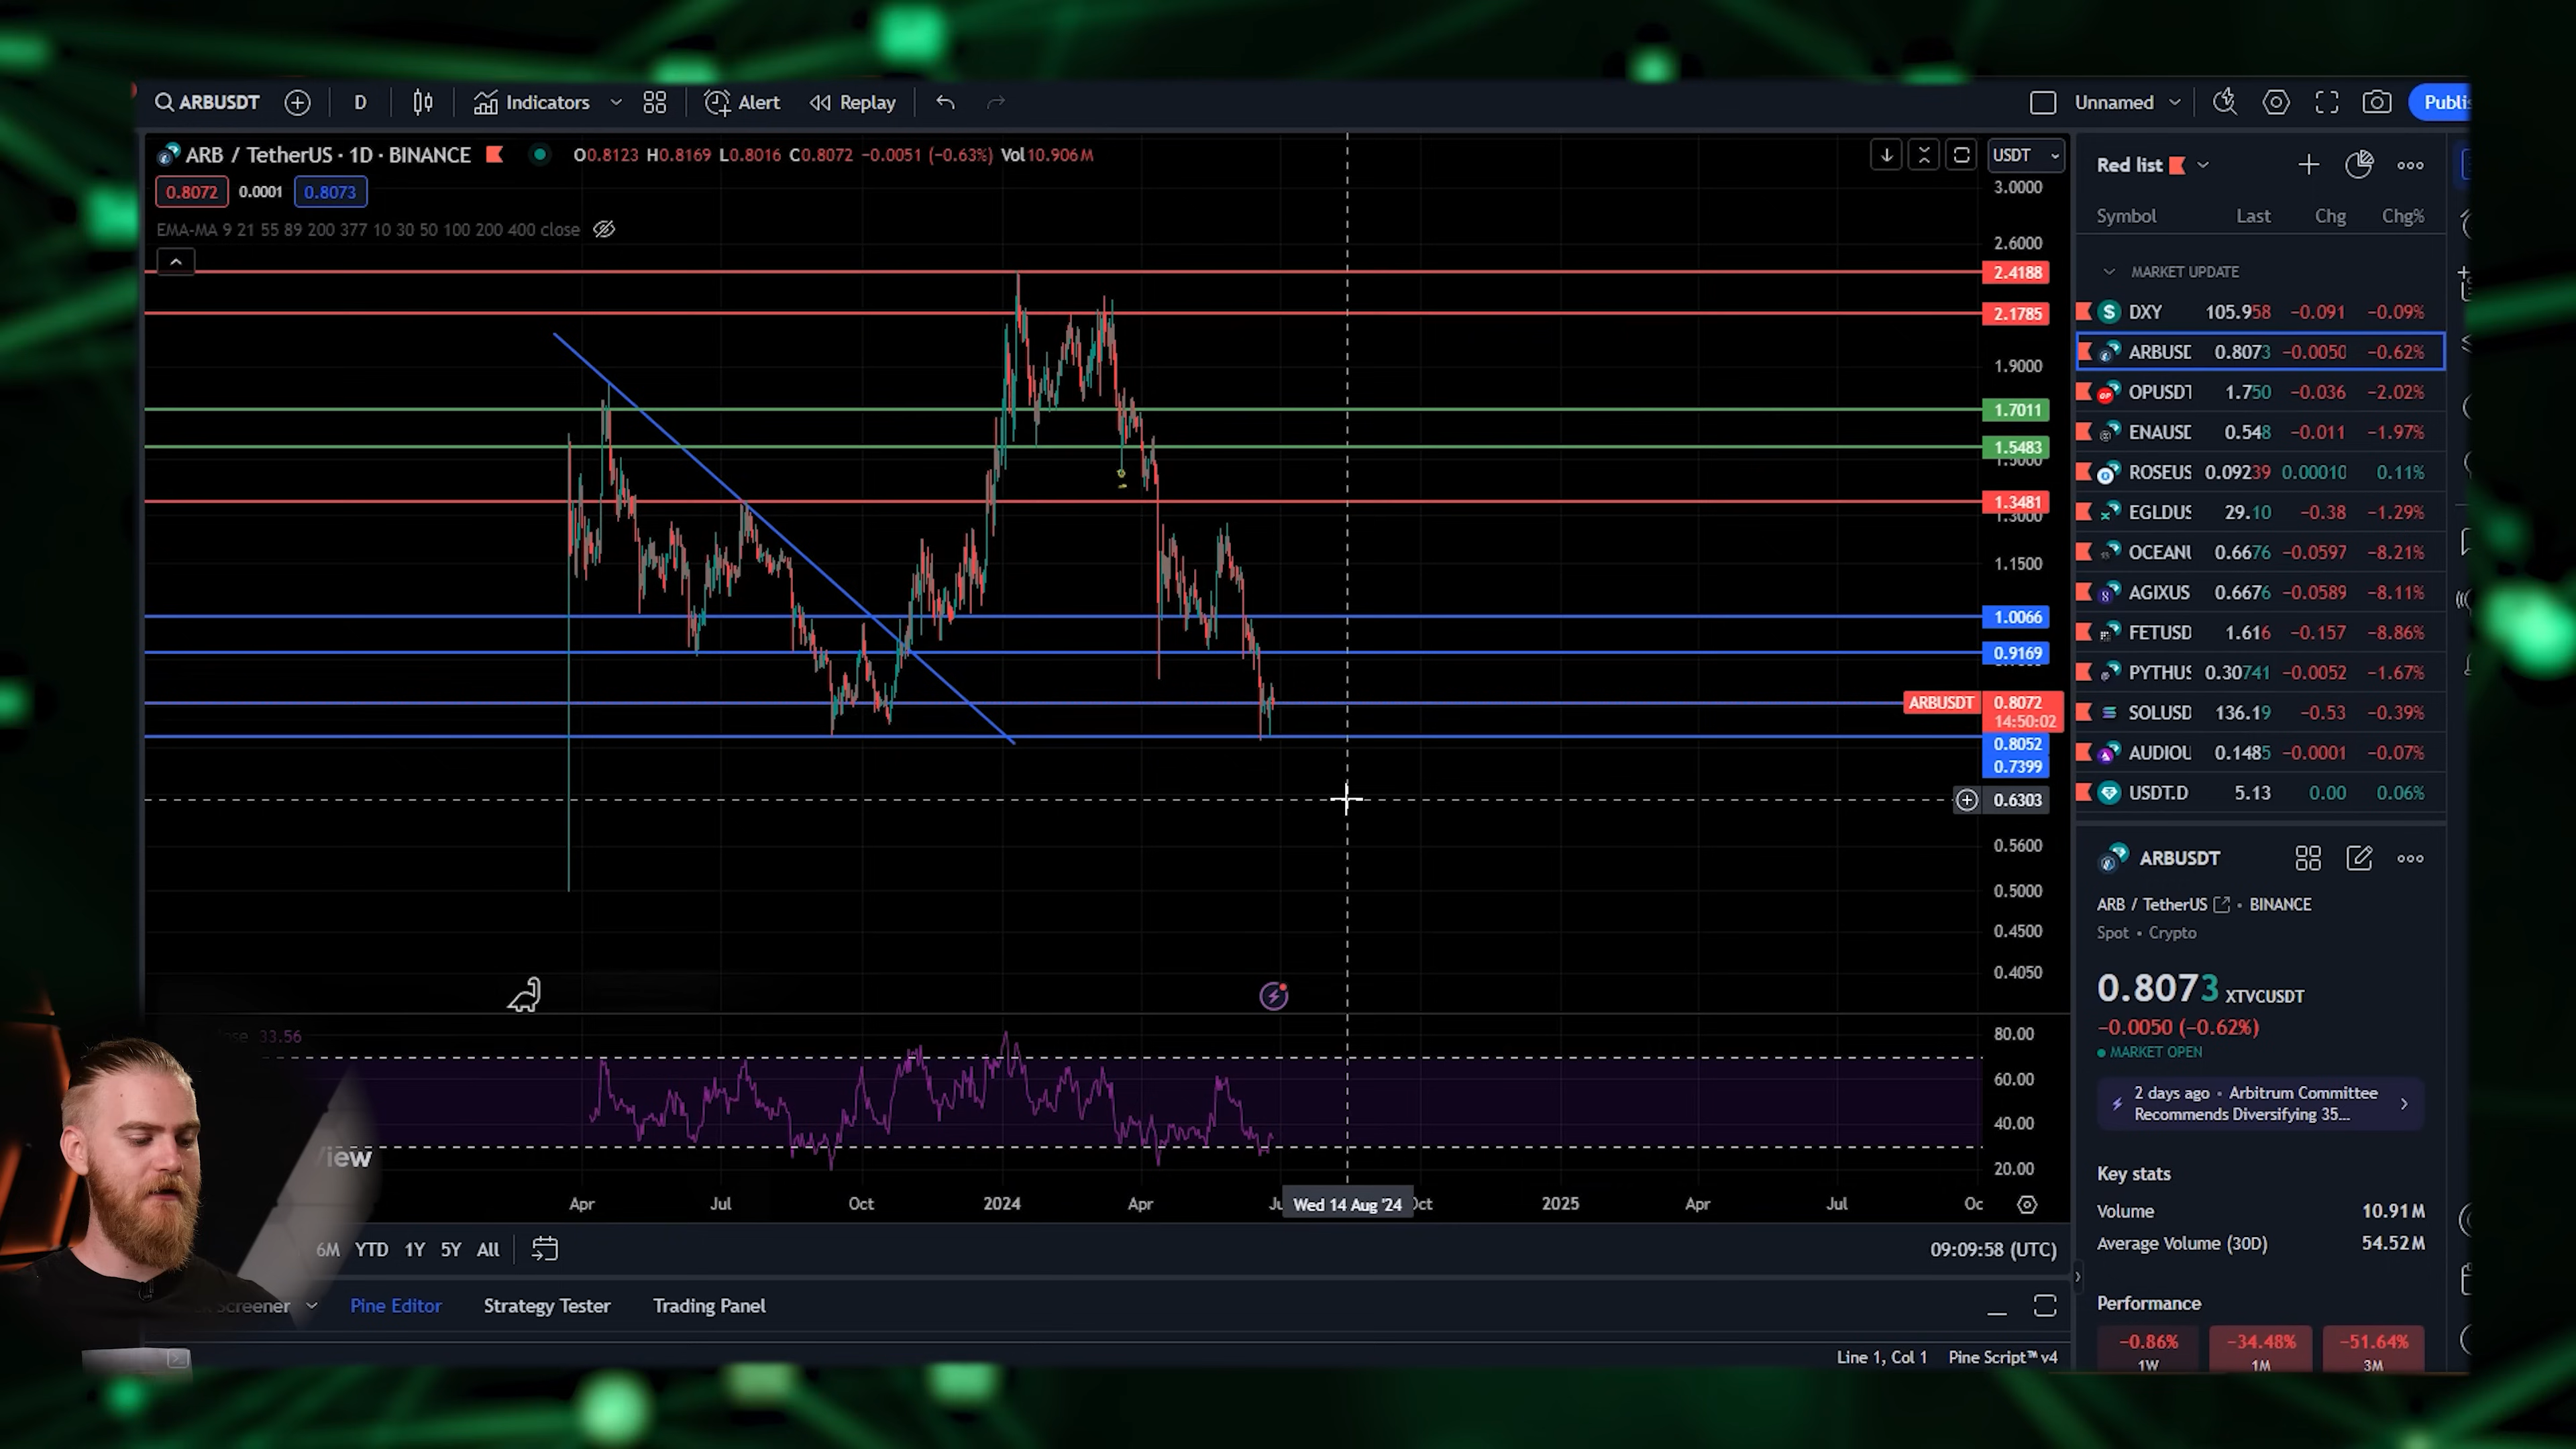 ARBUSDT D Indicators Alert Replay Unnamed
ARB / TetherUS · 1D · BINANCE O0.8123 H0.8169 L0.8016 C0.8072 −0.0051 (−0.63%) Vol10.906M
0.8072 0.0001 0.8073
EMA-MA 9 21 55 89 200 377 10 30 50 100 200 400 close
USDT
3.0000
2.6000
2.4188
2.1785
1.9000
1.7011
1.5483
1.5000
1.3481
1.3000
1.1500
1.0066
0.9169
ARBUSDT 0.8072
14:50:02
0.8052
0.7399
0.6303
0.5600
0.5000
0.4500
0.4050
33.56
80.00
60.00
40.00
20.00
Apr Jul Oct 2024 Apr Wed 14 Aug '24 2025 Apr Jul
6M YTD 1Y 5Y All 09:09:58 (UTC)
Screener Pine Editor Strategy Tester Trading Panel
Line 1, Col 1 Pine Script™ v4
Red list
Symbol Last Chg Chg%
MARKET UPDATE
DXY 105.958 −0.091 −0.09%
ARBUSD 0.8073 −0.0050 −0.62%
OPUSDT 1.750 −0.036 −2.02%
ENAUSD 0.548 −0.011 −1.97%
ROSEUS 0.09239 0.00010 0.11%
EGLDUS 29.10 −0.38 −1.29%
OCEANU 0.6676 −0.0597 −8.21%
AGIXUS 0.6676 −0.0589 −8.11%
FETUSD 1.616 −0.157 −8.86%
PYTHUS 0.30741 −0.0052 −1.67%
SOLUSD 136.19 −0.53 −0.39%
AUDIOU 0.1485 −0.0001 −0.07%
USDT.D 5.13 0.00 0.06%
ARBUSDT
ARB / TetherUS • BINANCE
Spot • Crypto
0.8073 XTVCUSDT
−0.0050 (−0.62%)
MARKET OPEN
2 days ago • Arbitrum Committee
Recommends Diversifying 35...
Key stats
Volume 10.91M
Average Volume (30D) 54.52M
Performance
−0.86% −34.48% −51.64%
1W 1M 3M